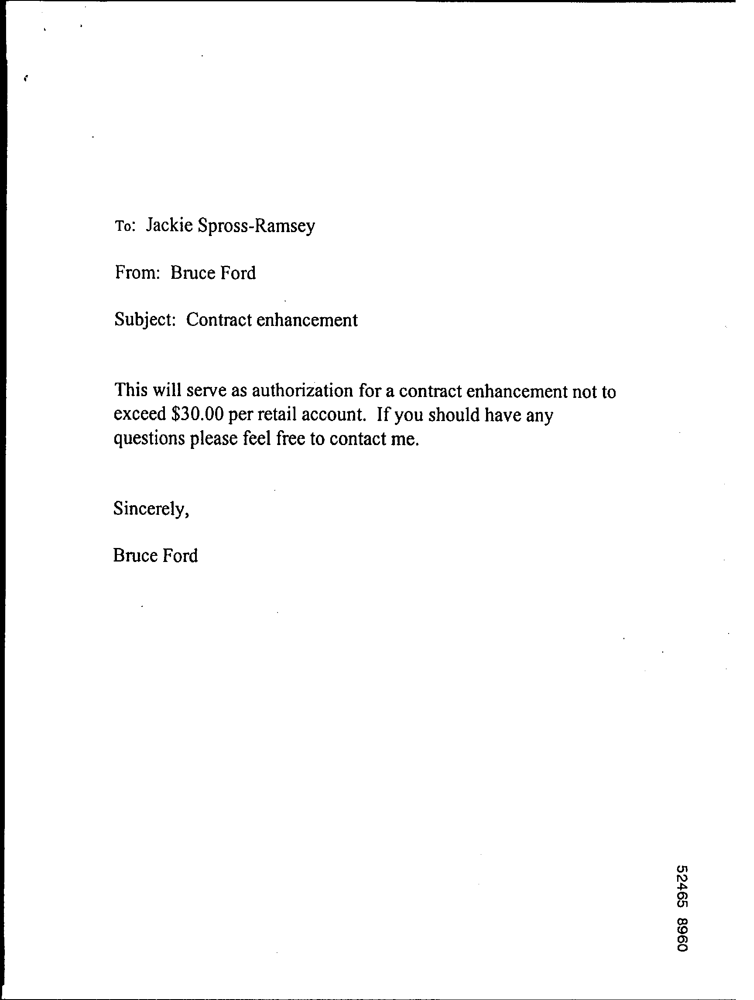 To: Jackie Spross-Ramsey
From: Bruce Ford
Subject: Contract enhancement
This will serve as authorization for a contract enhancement not to
exceed $30.00 per retail account. If you should have any
questions please feel free to contact me.
Sincerely,
Bruce Ford
52465 8960